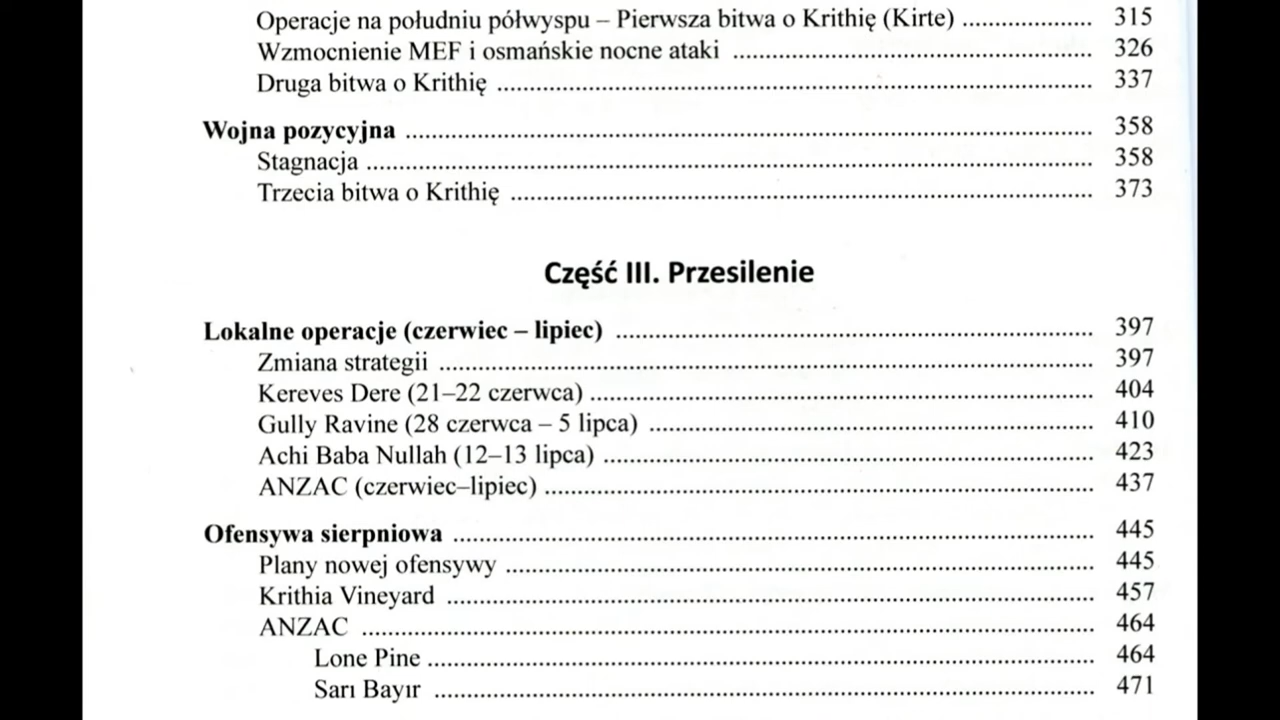 Operacje na południu półwyspu – Pierwsza bitwa o Krithię (Kirte) .................... 315
Wzmocnienie MEF i osmańskie nocne ataki .................... 326
Druga bitwa o Krithię .................... 337
Wojna pozycyjna .................... 358
Stagnacja .................... 358
Trzecia bitwa o Krithię .................... 373
Część III. Przesilenie
Lokalne operacje (czerwiec – lipiec) .................... 397
Zmiana strategii .................... 397
Kereves Dere (21–22 czerwca) .................... 404
Gully Ravine (28 czerwca – 5 lipca) .................... 410
Achi Baba Nullah (12–13 lipca) .................... 423
ANZAC (czerwiec–lipiec) .................... 437
Ofensywa sierpniowa .................... 445
Plany nowej ofensywy .................... 445
Krithia Vineyard .................... 457
ANZAC .................... 464
Lone Pine .................... 464
Sarı Bayır .................... 471